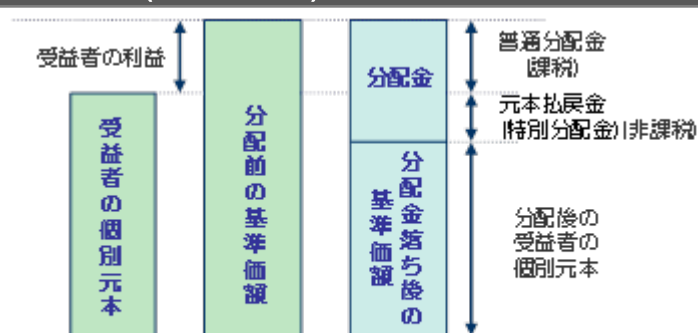 受益者の利益
受益者の個別元本
分配前の基準価額
分配金
分配金落ち後の
基準価額
普通分配金
(課税)
元本払戻金
(特別分配金)(非課税)
分配後の
受益者の
個別元本